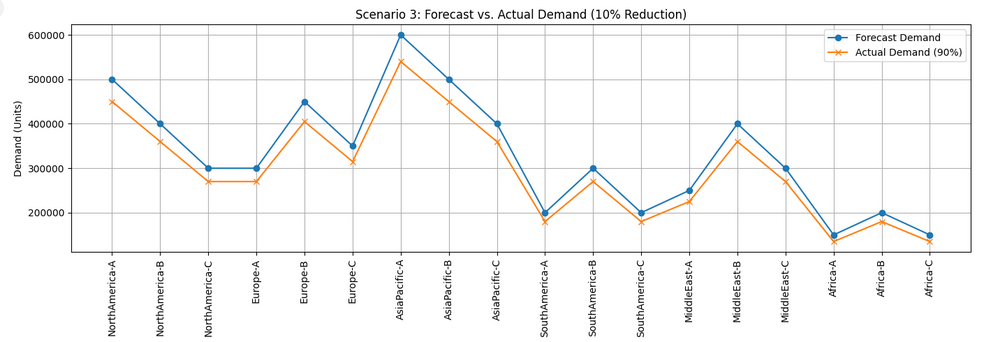 Scenario 3: Forecast vs. Actual Demand (10% Reduction)
Forecast Demand
Actual Demand (90%)
Demand (Units)
600000
500000
400000
300000
200000
NorthAmerica-A
NorthAmerica-B
NorthAmerica-C
Europe-A
Europe-B
Europe-C
AsiaPacific-A
AsiaPacific-B
AsiaPacific-C
SouthAmerica-A
SouthAmerica-B
SouthAmerica-C
MiddleEast-A
MiddleEast-B
MiddleEast-C
Africa-A
Africa-B
Africa-C